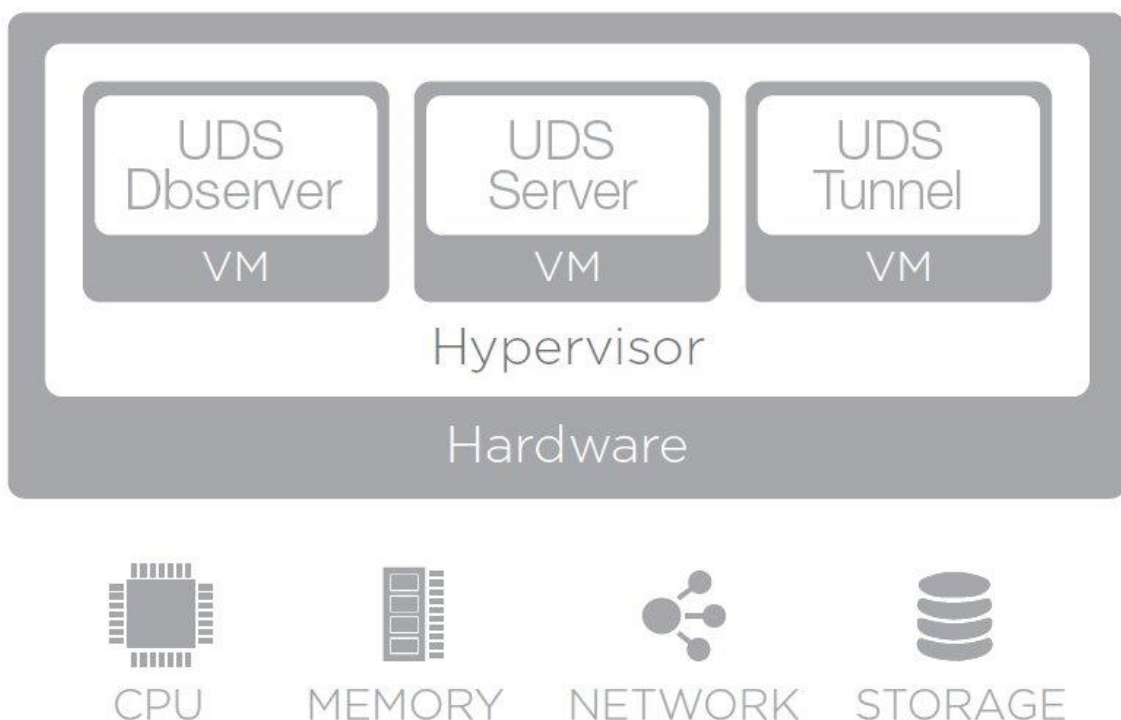 UDS
Dbserver
VM
UDS
Server
VM
UDS
Tunnel
VM
Hypervisor
Hardware
CPU
MEMORY
NETWORK
STORAGE